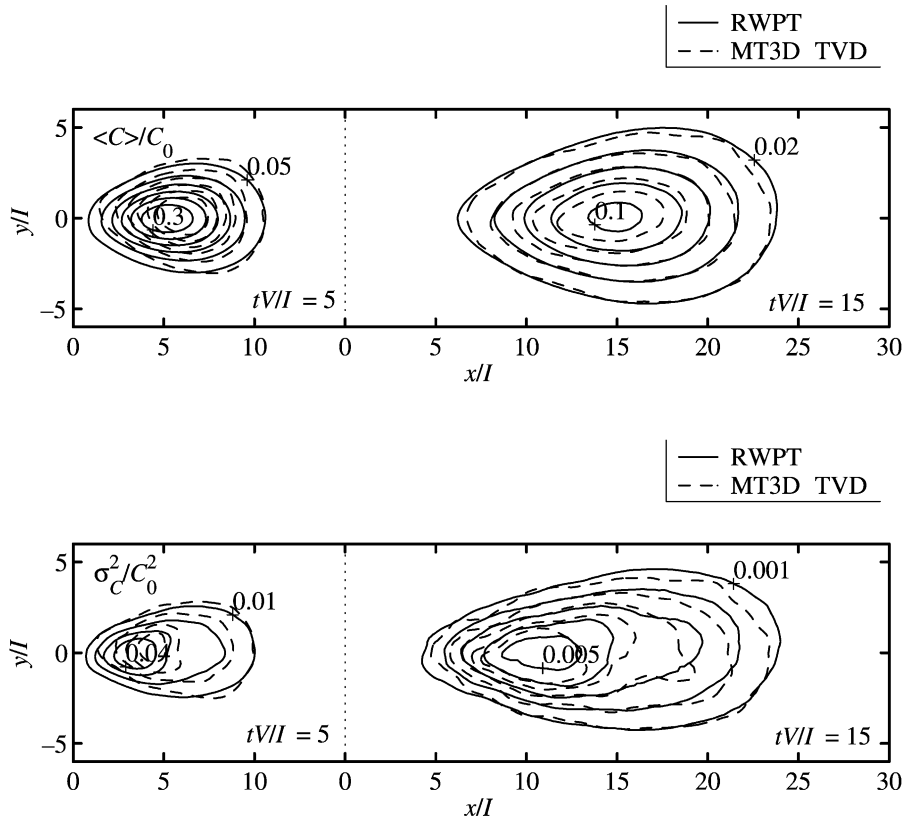 RWPT
MT3D TVD
<C>/C₀
0.05
0.02
0.3
0.1
tV/I = 5
tV/I = 15
5
0
−5
y/I
0 5 10 0 5 10 15 20 25 30
x/I
RWPT
MT3D TVD
σ²_C/C²₀
0.01
0.001
0.04
0.005
tV/I = 5
tV/I = 15
5
0
−5
y/I
0 5 10 0 5 10 15 20 25 30
x/I